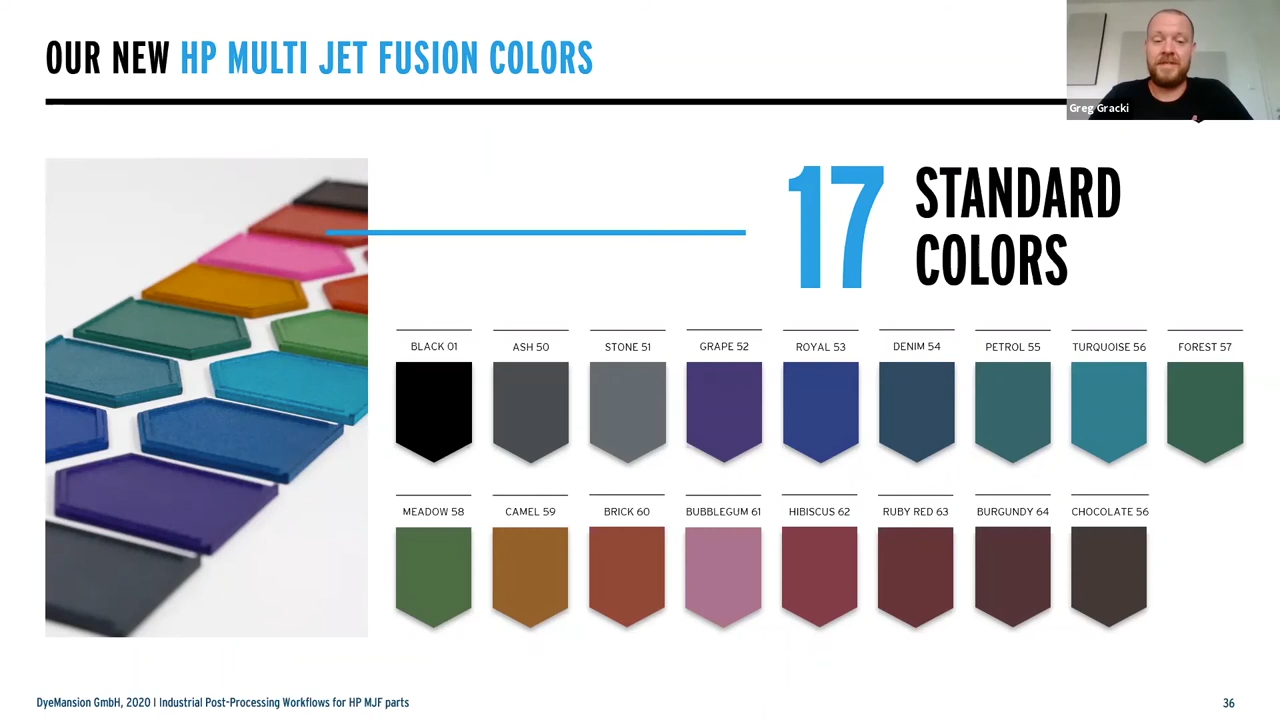 OUR NEW HP MULTI JET FUSION COLORS
Greg Gracki
17 STANDARD
COLORS
BLACK 01 ASH 50 STONE 51 GRAPE 52 ROYAL 53 DENIM 54 PETROL 55 TURQUOISE 56 FOREST 57
MEADOW 58 CAMEL 59 BRICK 60 BUBBLEGUM 61 HIBISCUS 62 RUBY RED 63 BURGUNDY 64 CHOCOLATE 56
DyeMansion GmbH, 2020 I Industrial Post-Processing Workflows for HP MJF parts 36